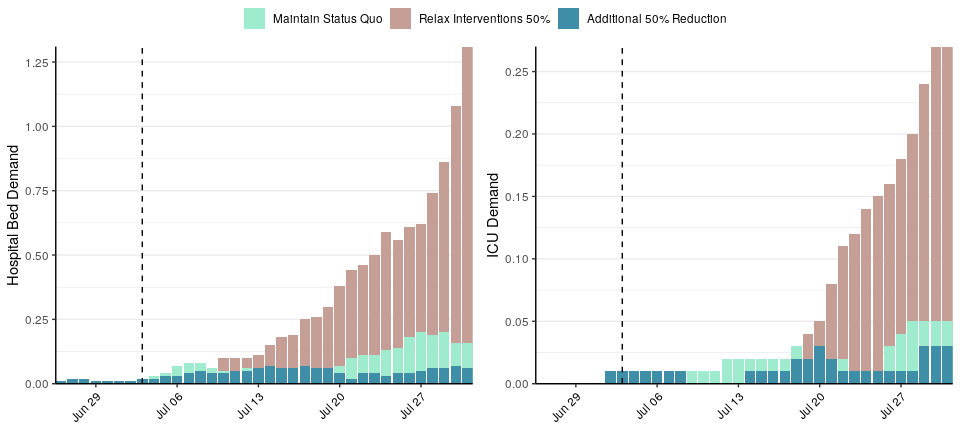 Maintain Status Quo Relax Interventions 50% Additional 50% Reduction
Hospital Bed Demand
1.25
1.00
0.75
0.50
0.25
0.00
Jun 29 Jul 06 Jul 13 Jul 20 Jul 27
ICU Demand
0.25
0.20
0.15
0.10
0.05
0.00
Jun 29 Jul 06 Jul 13 Jul 20 Jul 27